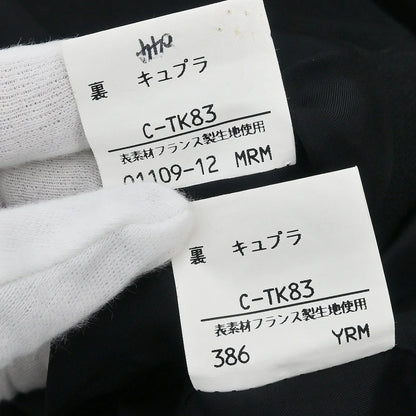 裏 キュプラ
C-TK83
表素材フランス製生地使用
01109-12 MRM
裏 キュプラ
C-TK83
表素材フランス製生地使用
386 YRM